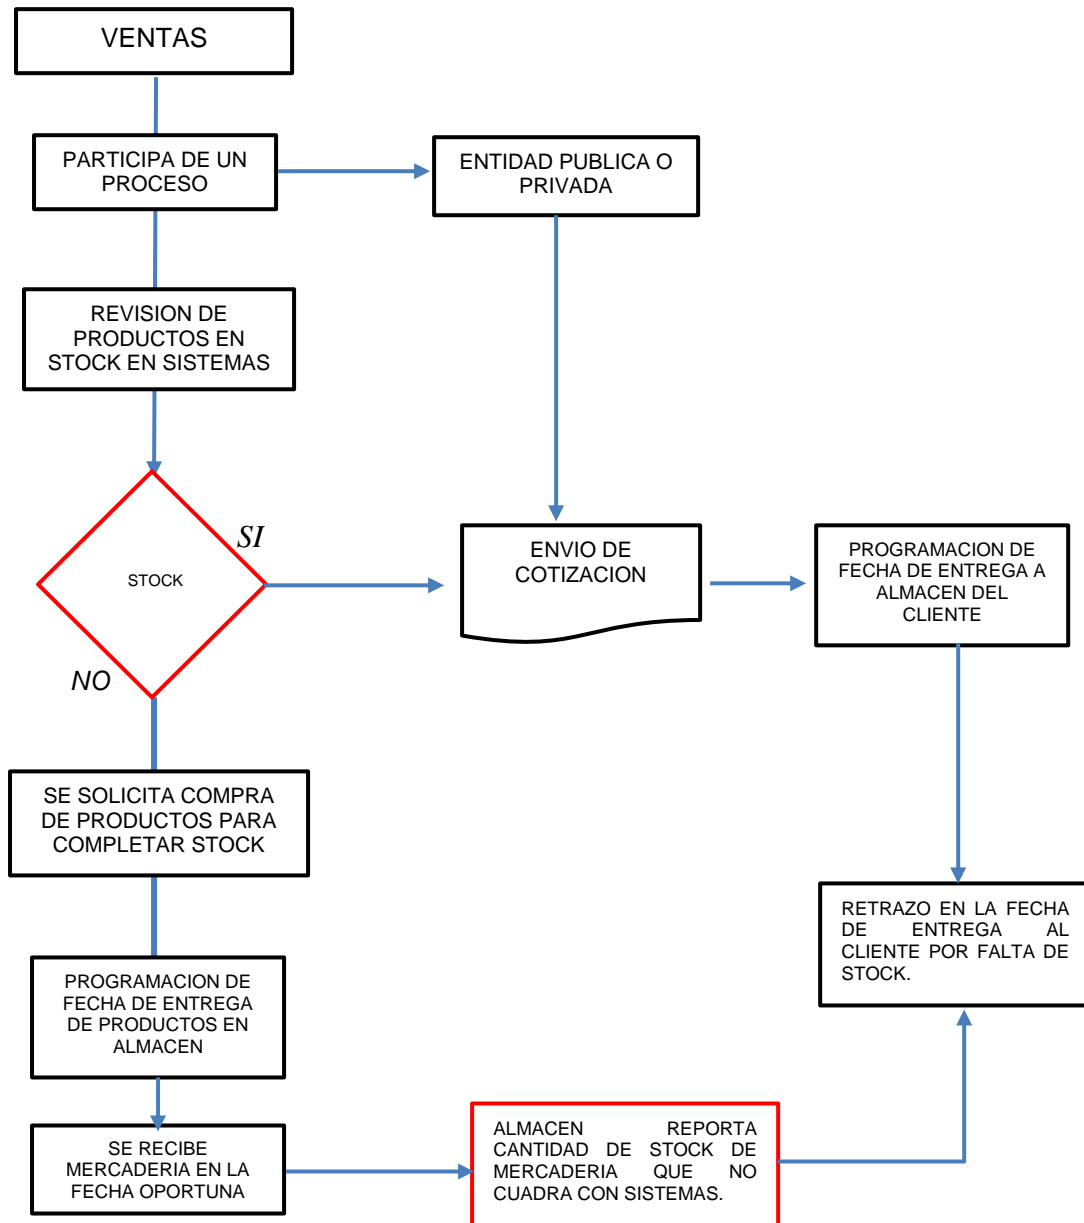 VENTAS
PARTICIPA DE UN
PROCESO
ENTIDAD PUBLICA O
PRIVADA
REVISION DE
PRODUCTOS EN
STOCK EN SISTEMAS
STOCK
SI
NO
ENVIO DE
COTIZACION
PROGRAMACION DE
FECHA DE ENTREGA A
ALMACEN DEL
CLIENTE
SE SOLICITA COMPRA
DE PRODUCTOS PARA
COMPLETAR STOCK
RETRAZO EN LA FECHA
DE ENTREGA AL
CLIENTE POR FALTA DE
STOCK.
PROGRAMACION DE
FECHA DE ENTREGA
DE PRODUCTOS EN
ALMACEN
SE RECIBE
MERCADERIA EN LA
FECHA OPORTUNA
ALMACEN REPORTA
CANTIDAD DE STOCK DE
MERCADERIA QUE NO
CUADRA CON SISTEMAS.